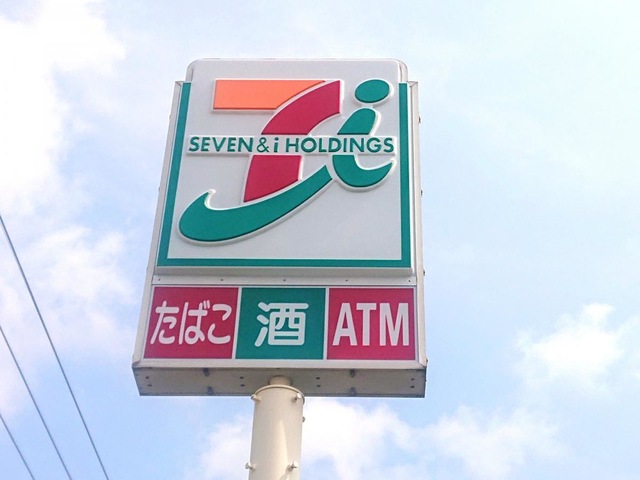 SEVEN & i HOLDINGS
たばこ 酒 ATM